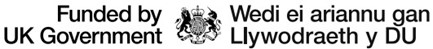 Funded by
UK Government
Wedi ei ariannu gan
Llywodraeth y DU